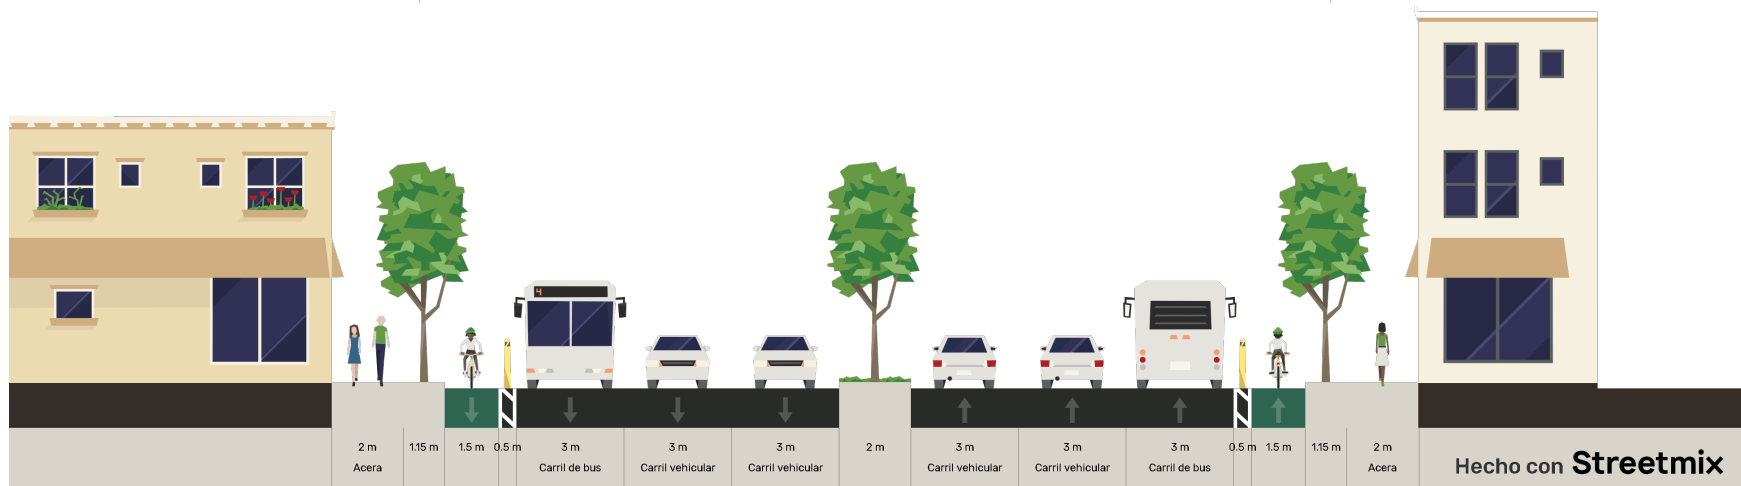 4
2 m
Acera
1.15 m
1.5 m
0.5 m
3 m
Carril de bus
3 m
Carril vehicular
3 m
Carril vehicular
2 m
3 m
Carril vehicular
3 m
Carril vehicular
3 m
Carril de bus
0.5 m
1.5 m
1.15 m
2 m
Acera
Hecho con Streetmix